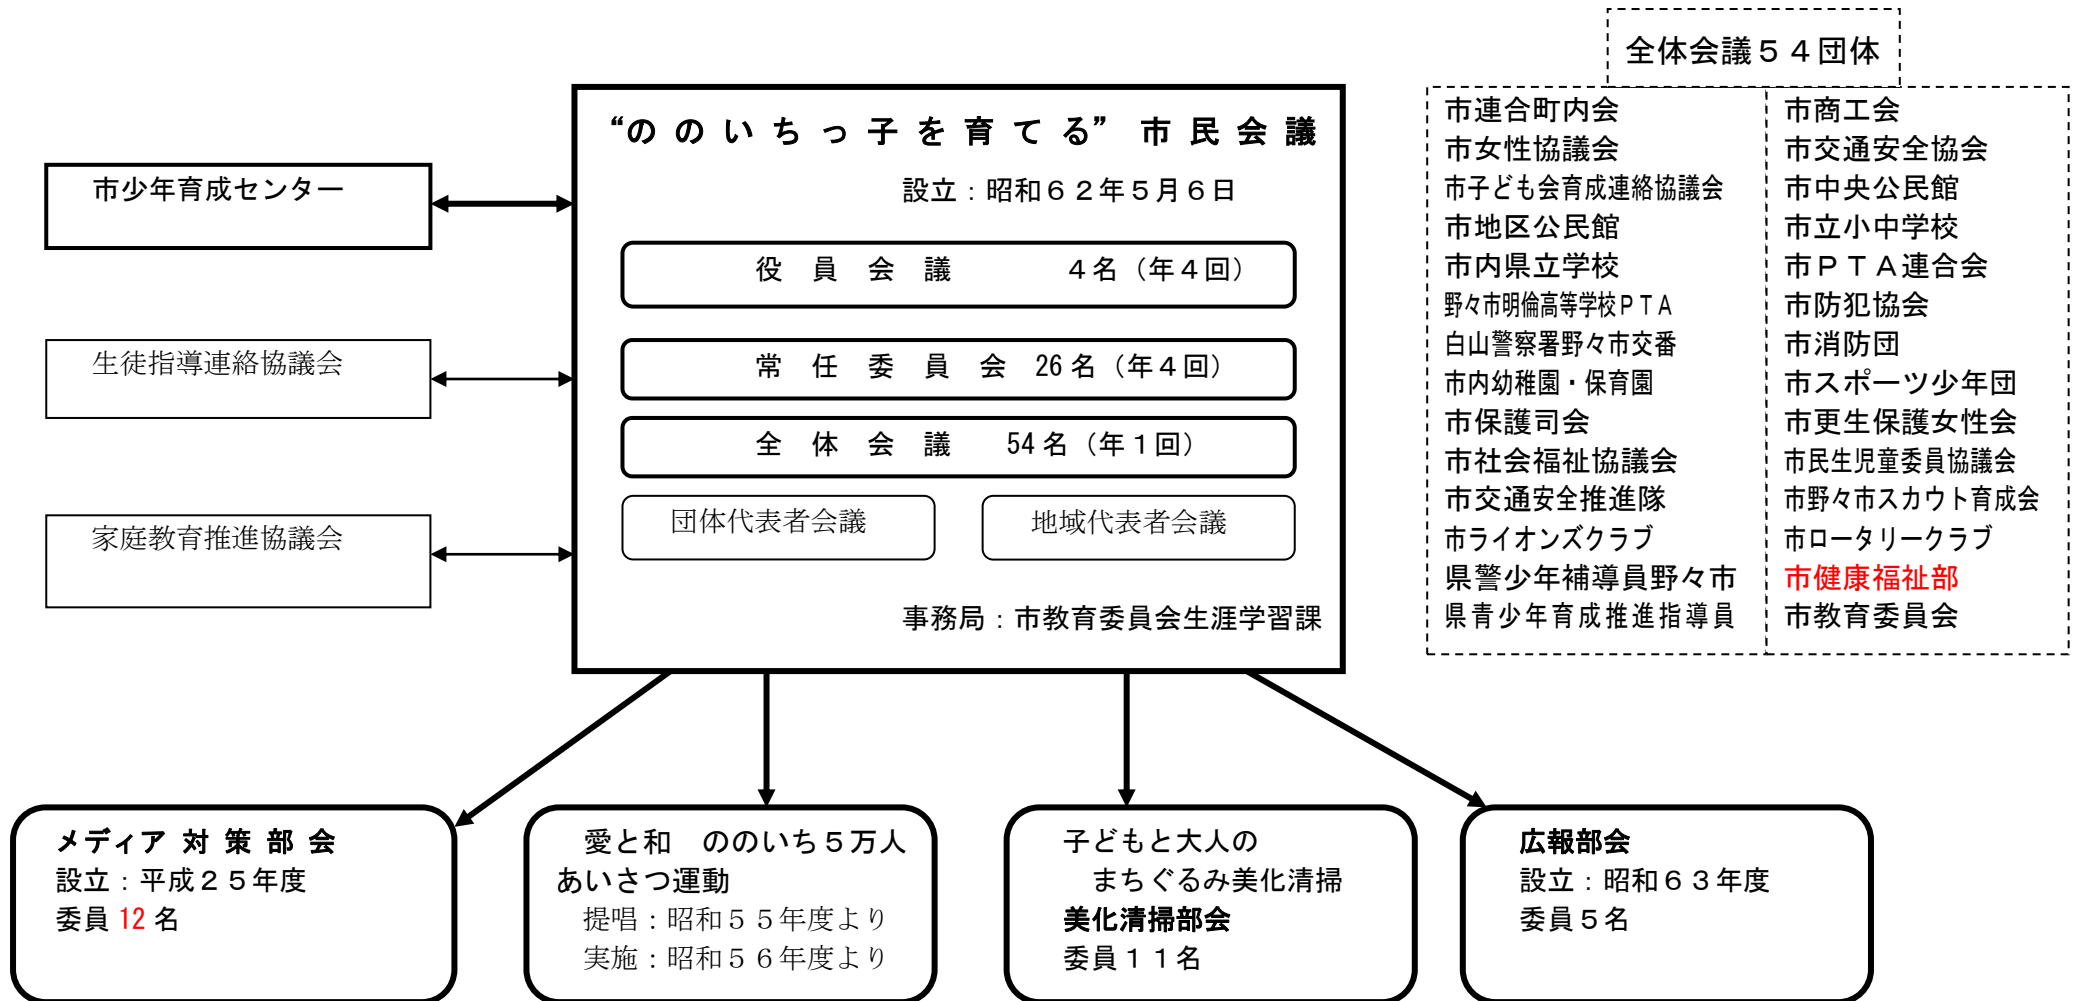 全体会議５４団体
“ののいちっ子を育てる”市民会議
設立：昭和６２年５月６日
役員会議　４名（年４回）
常任委員会 26名（年４回）
全体会議　54名（年１回）
団体代表者会議
地域代表者会議
事務局：市教育委員会生涯学習課
市少年育成センター
生徒指導連絡協議会
家庭教育推進協議会
市連合町内会
市女性協議会
市子ども会育成連絡協議会
市地区公民館
市内県立学校
野々市明倫高等学校ＰＴＡ
白山警察署野々市交番
市内幼稚園・保育園
市保護司会
市社会福祉協議会
市交通安全推進隊
市ライオンズクラブ
県警少年補導員野々市
県青少年育成推進指導員
市商工会
市交通安全協会
市中央公民館
市立小中学校
市ＰＴＡ連合会
市防犯協会
市消防団
市スポーツ少年団
市更生保護女性会
市民生児童委員協議会
市野々市スカウト育成会
市ロータリークラブ
市健康福祉部
市教育委員会
メディア対策部会
設立：平成２５年度
委員12名
愛と和　ののいち５万人
あいさつ運動
提唱：昭和５５年度より
実施：昭和５６年度より
子どもと大人の
まちぐるみ美化清掃
美化清掃部会
委員１１名
広報部会
設立：昭和６３年度
委員５名